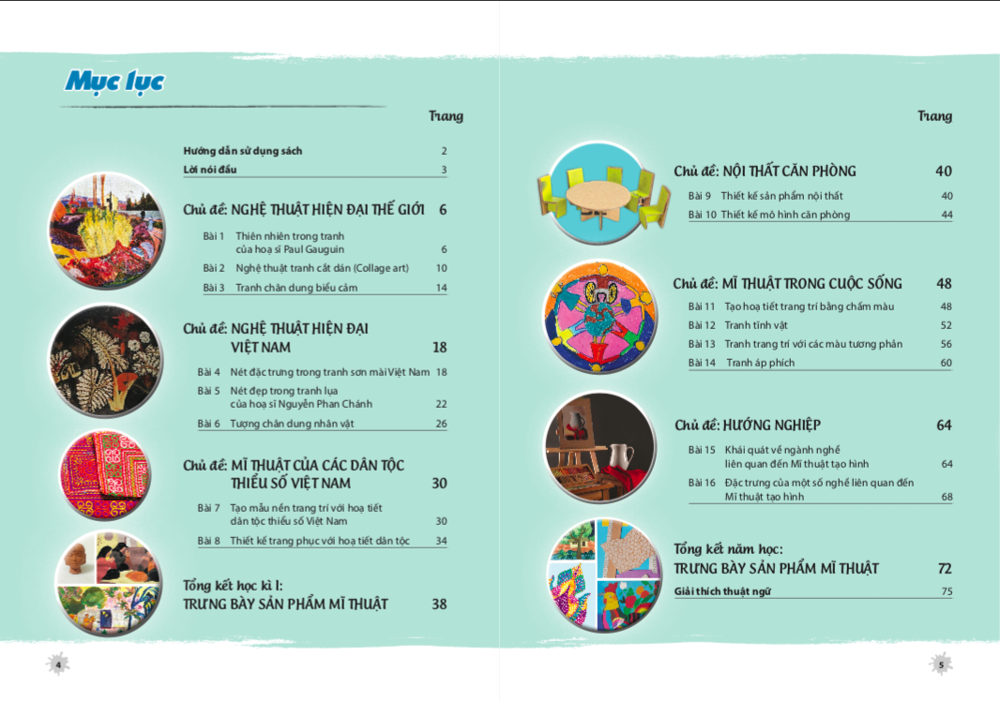 Mục lục
Trang
Hướng dẫn sử dụng sách 2
Lời nói đầu 3
Chủ đề: NGHỆ THUẬT HIỆN ĐẠI THẾ GIỚI 6
Bài 1 Thiên nhiên trong tranh
của hoạ sĩ Paul Gauguin 6
Bài 2 Nghệ thuật tranh cắt dán (Collage art) 10
Bài 3 Tranh chân dung biểu cảm 14
Chủ đề: NGHỆ THUẬT HIỆN ĐẠI
VIỆT NAM 18
Bài 4 Nét đặc trưng trong tranh sơn mài Việt Nam 18
Bài 5 Nét đẹp trong tranh lụa
của hoạ sĩ Nguyễn Phan Chánh 22
Bài 6 Tượng chân dung nhân vật 26
Chủ đề: MĨ THUẬT CỦA CÁC DÂN TỘC
THIỂU SỐ VIỆT NAM 30
Bài 7 Tạo mẫu nền trang trí với hoạ tiết
dân tộc thiểu số Việt Nam 30
Bài 8 Thiết kế trang phục với hoạ tiết dân tộc 34
Tổng kết học kì I:
TRƯNG BÀY SẢN PHẨM MĨ THUẬT 38
4
Trang
Chủ đề: NỘI THẤT CĂN PHÒNG 40
Bài 9 Thiết kế sản phẩm nội thất 40
Bài 10 Thiết kế mô hình căn phòng 44
Chủ đề: MĨ THUẬT TRONG CUỘC SỐNG 48
Bài 11 Tạo hoạ tiết trang trí bằng chấm màu 48
Bài 12 Tranh tĩnh vật 52
Bài 13 Tranh trang trí với các màu tương phản 56
Bài 14 Tranh áp phích 60
Chủ đề: HƯỚNG NGHIỆP 64
Bài 15 Khái quát về ngành nghề
liên quan đến Mĩ thuật tạo hình 64
Bài 16 Đặc trưng của một số nghề liên quan đến
Mĩ thuật tạo hình 68
Tổng kết năm học:
TRƯNG BÀY SẢN PHẨM MĨ THUẬT 72
Giải thích thuật ngữ 75
5